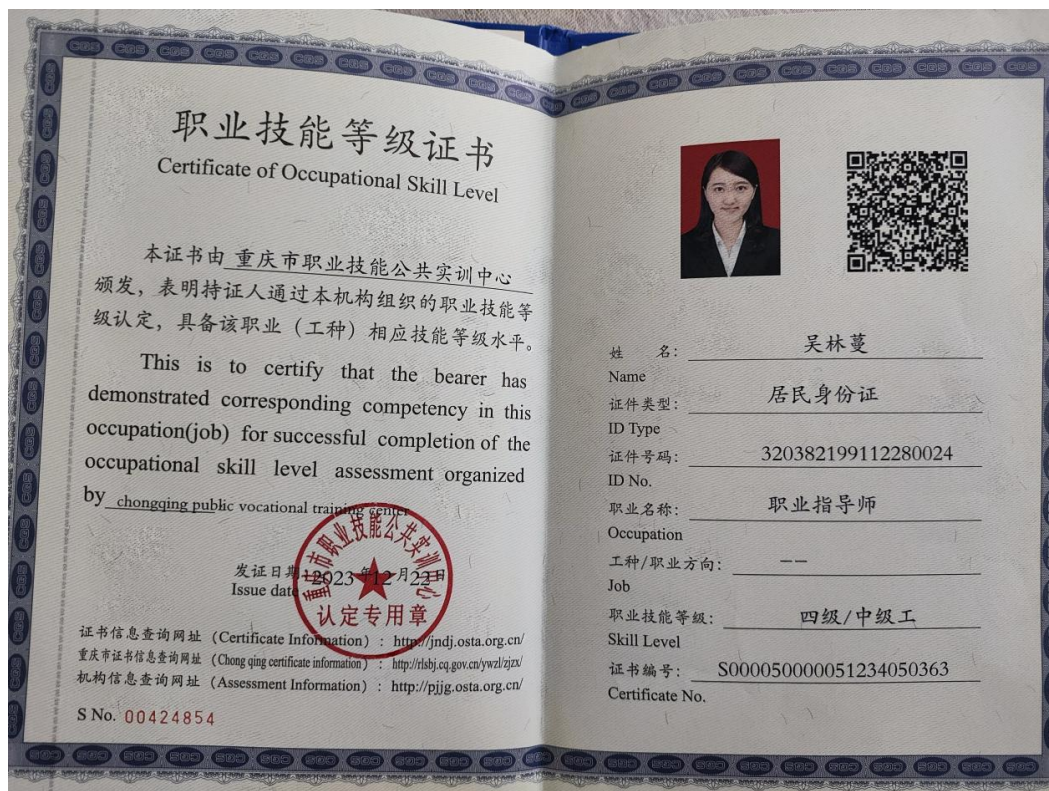 职业技能等级证书
Certificate of Occupational Skill Level
本证书由 重庆市职业技能公共实训中心
颁发，表明持证人通过本机构组织的职业技能等
级认定，具备该职业（工种）相应技能等级水平。
This is to certify that the bearer has
demonstrated corresponding competency in this
occupation(job) for successful completion of the
occupational skill level assessment organized
by chongqing public vocational training center
发证日期：2023 年 12 月 22 日
Issue date
重庆市职业技能公共实训中心
认定专用章
证书信息查询网址 (Certificate Information) : http://jndj.osta.org.cn/
重庆市证书信息查询网址 (Chong qing certificate information) : http://rlsbj.cq.gov.cn/ywzl/zjzx/
机构信息查询网址 (Assessment Information) : http://pjjg.osta.org.cn/
S No. 00424854
姓 名： 吴林蔓
Name
证件类型： 居民身份证
ID Type
证件号码： 320382199112280024
ID No.
职业名称： 职业指导师
Occupation
工种/职业方向： --
Job
职业技能等级： 四级/中级工
Skill Level
证书编号： S000050000051234050363
Certificate No.